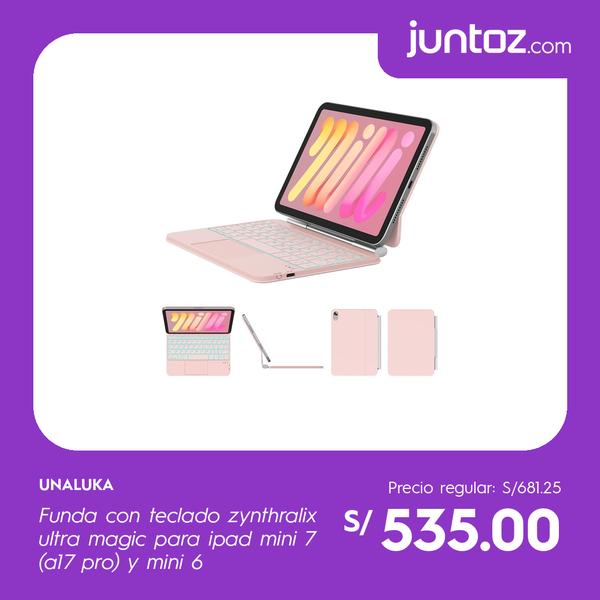 juntoz.com
UNALUKA
Funda con teclado zynthralix
ultra magic para ipad mini 7
(a17 pro) y mini 6
Precio regular: S/681.25
S/ 535.00